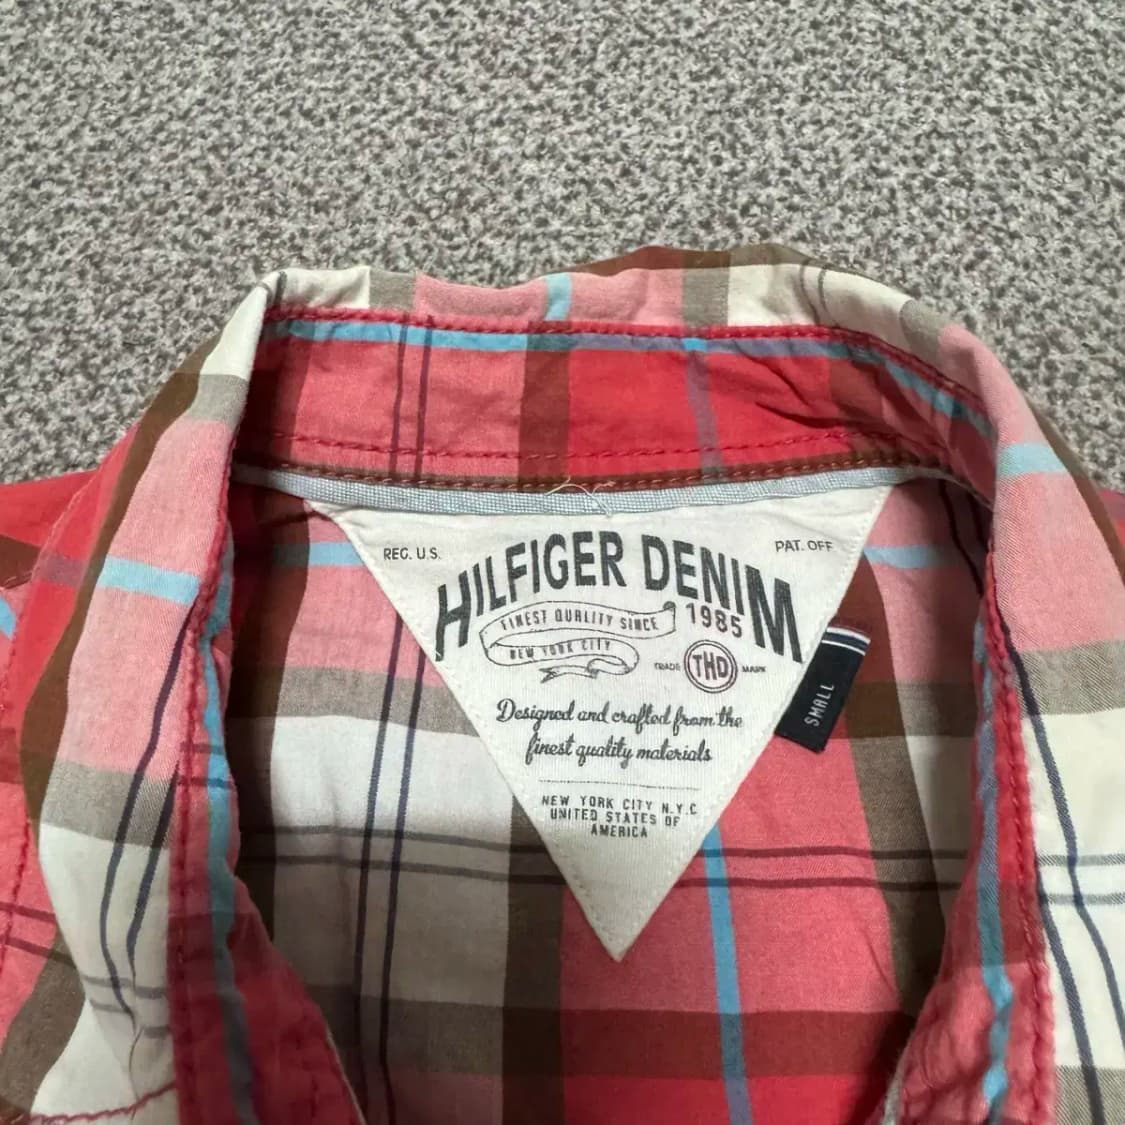 REG. U.S.
PAT. OFF
HILFIGER DENIM
FINEST QUALITY SINCE
1985
NEW YORK CITY
TRADE THD MARK
SMALL
Designed and crafted from the
finest quality materials
NEW YORK CITY N.Y.C
UNITED STATES OF
AMERICA